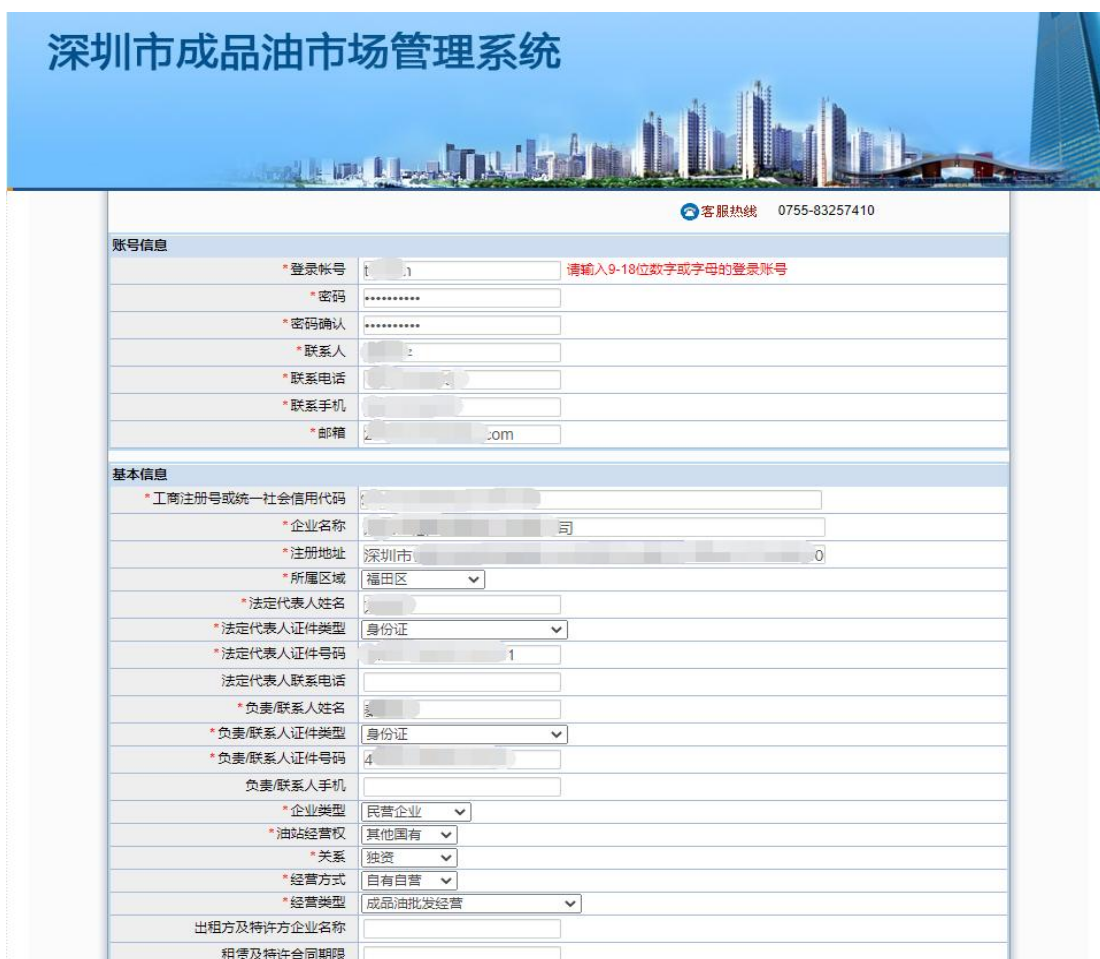 深圳市成品油市场管理系统
客服热线 0755-83257410
账号信息
*登录帐号 请输入9-18位数字或字母的登录账号
*密码 ••••••••••
*密码确认 ••••••••••
*联系人 z
*联系电话
*联系手机
*邮箱 .com
基本信息
*工商注册号或统一社会信用代码
*企业名称 司
*注册地址 深圳市 0
*所属区域 福田区
*法定代表人姓名
*法定代表人证件类型 身份证
*法定代表人证件号码 1
法定代表人联系电话
*负责/联系人姓名
*负责/联系人证件类型 身份证
*负责/联系人证件号码 4
负责/联系人手机
*企业类型 民营企业
*油站经营权 其他国有
*关系 独资
*经营方式 自有自营
*经营类型 成品油批发经营
出租方及特许方企业名称
租赁及特许合同期限